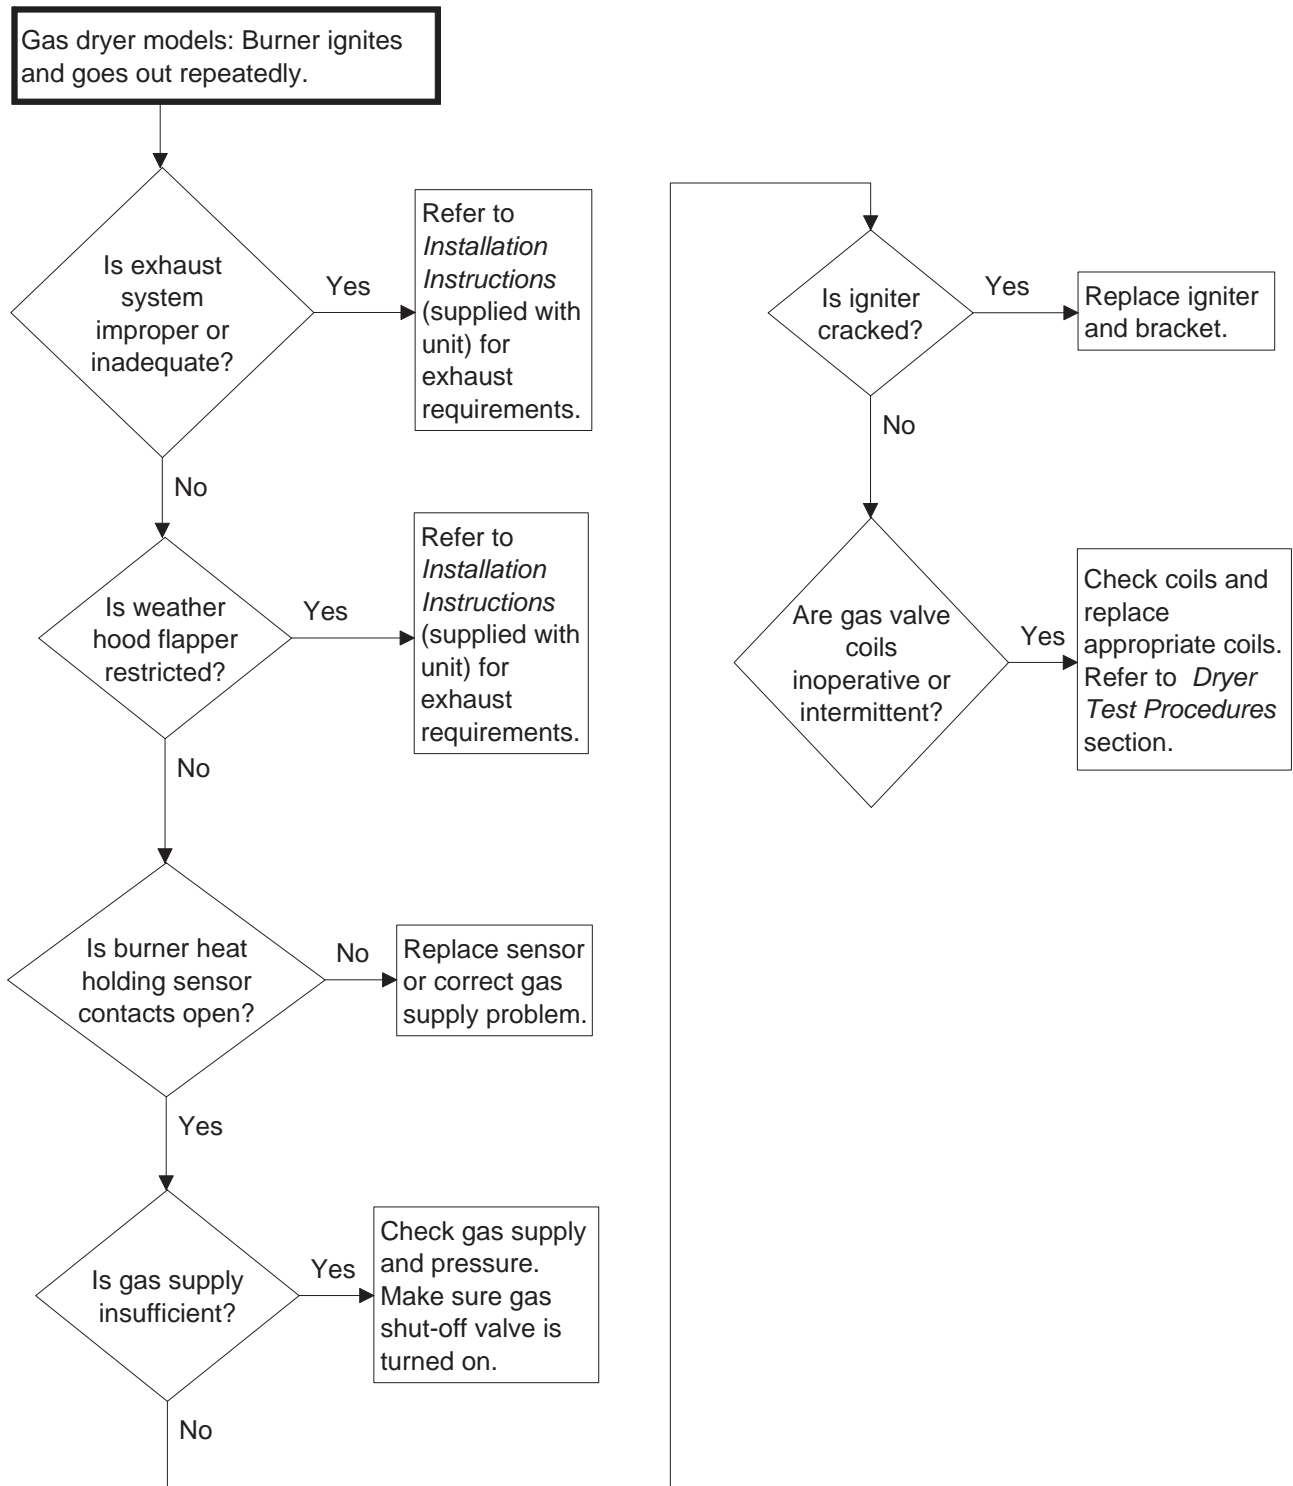 Gas dryer models: Burner ignites
and goes out repeatedly.
Is exhaust
system
improper or
inadequate?
Yes
Refer to
Installation
Instructions
(supplied with
unit) for
exhaust
requirements.
No
Is weather
hood flapper
restricted?
Yes
Refer to
Installation
Instructions
(supplied with
unit) for
exhaust
requirements.
No
Is burner heat
holding sensor
contacts open?
No
Replace sensor
or correct gas
supply problem.
Yes
Is gas supply
insufficient?
Yes
Check gas supply
and pressure.
Make sure gas
shut-off valve is
turned on.
No
Is igniter
cracked?
Yes
Replace igniter
and bracket.
No
Are gas valve
coils
inoperative or
intermittent?
Yes
Check coils and
replace
appropriate coils.
Refer to Dryer
Test Procedures
section.